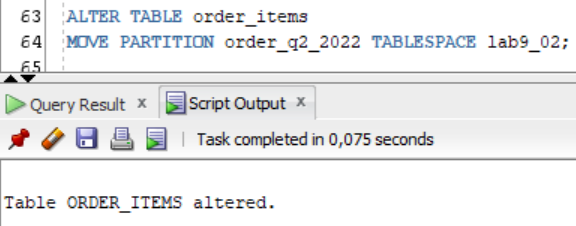 63 ALTER TABLE order_items
64 MOVE PARTITION order_q2_2022 TABLESPACE lab9_02;
65
Query Result x Script Output x
Task completed in 0,075 seconds
Table ORDER_ITEMS altered.